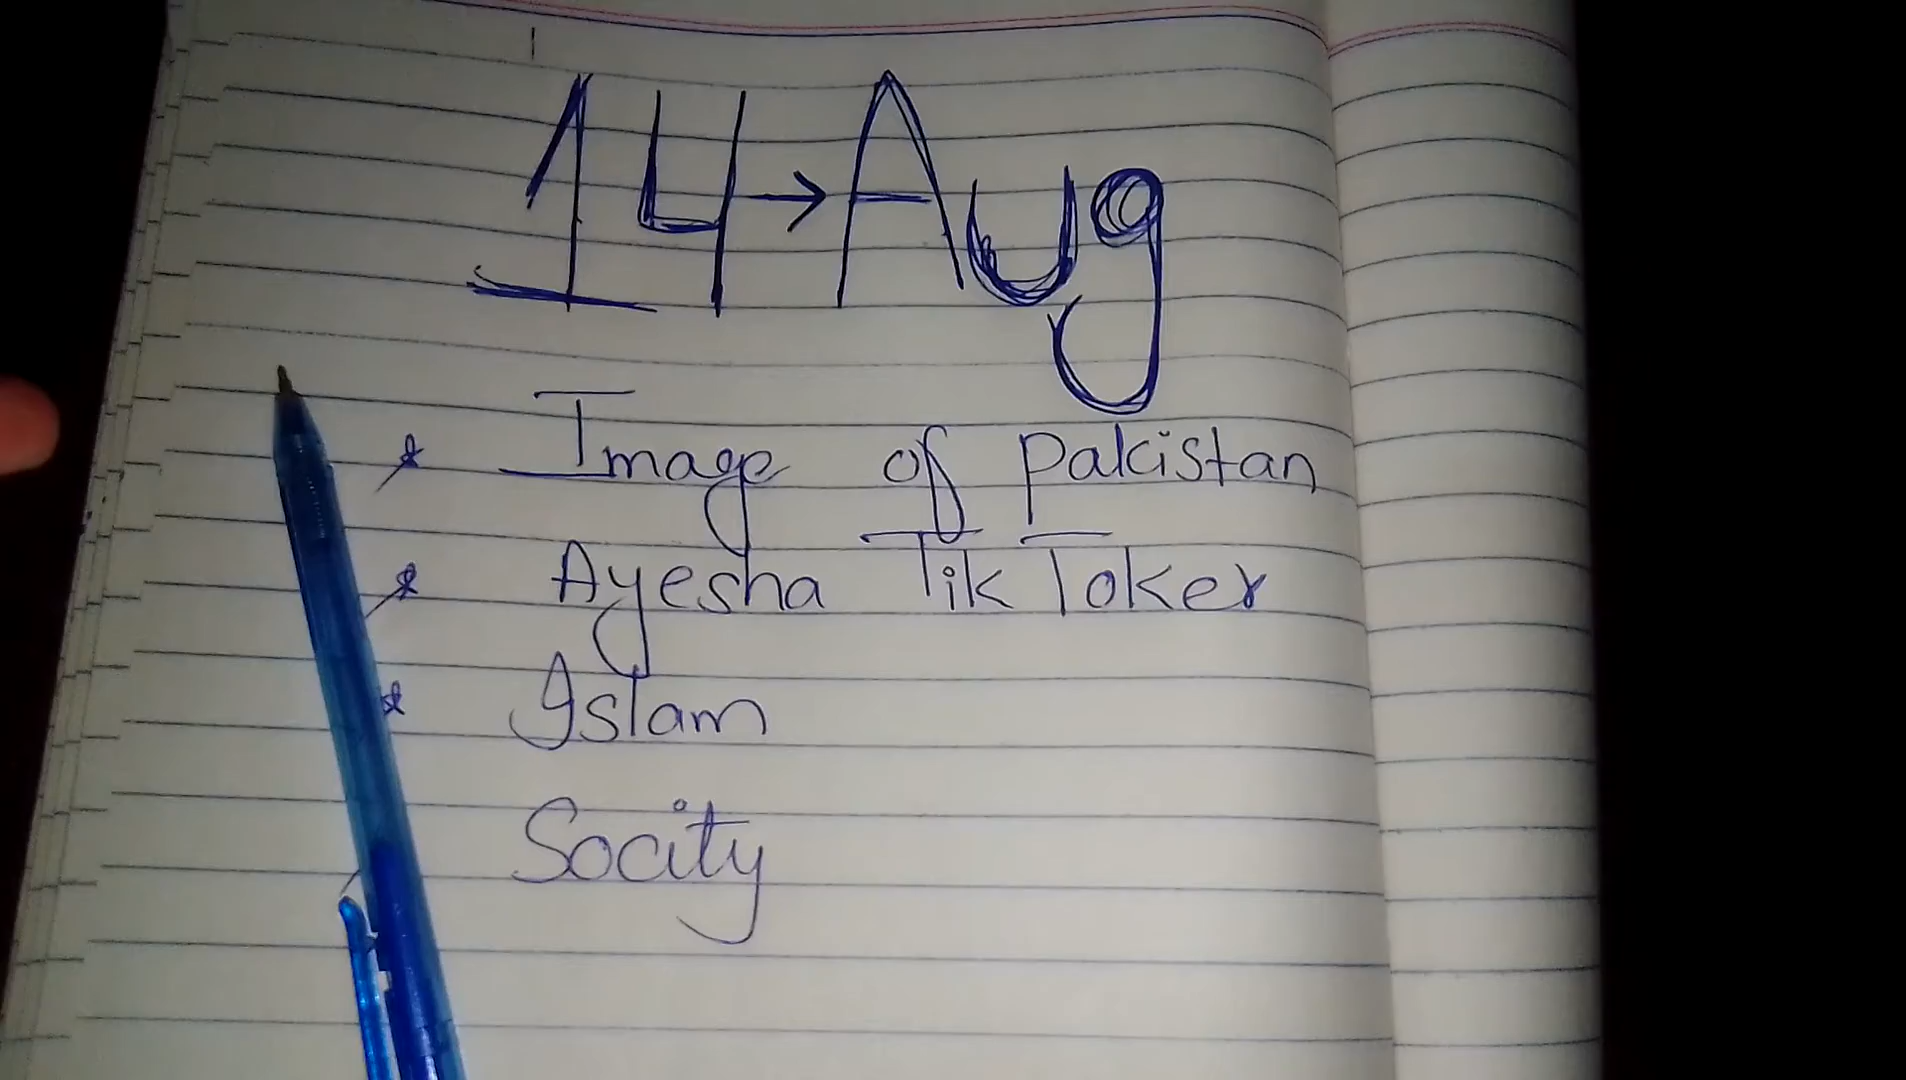 14→Aug
* Image of Pakistan
* Ayesha Tik Toker
* Islam
Socity